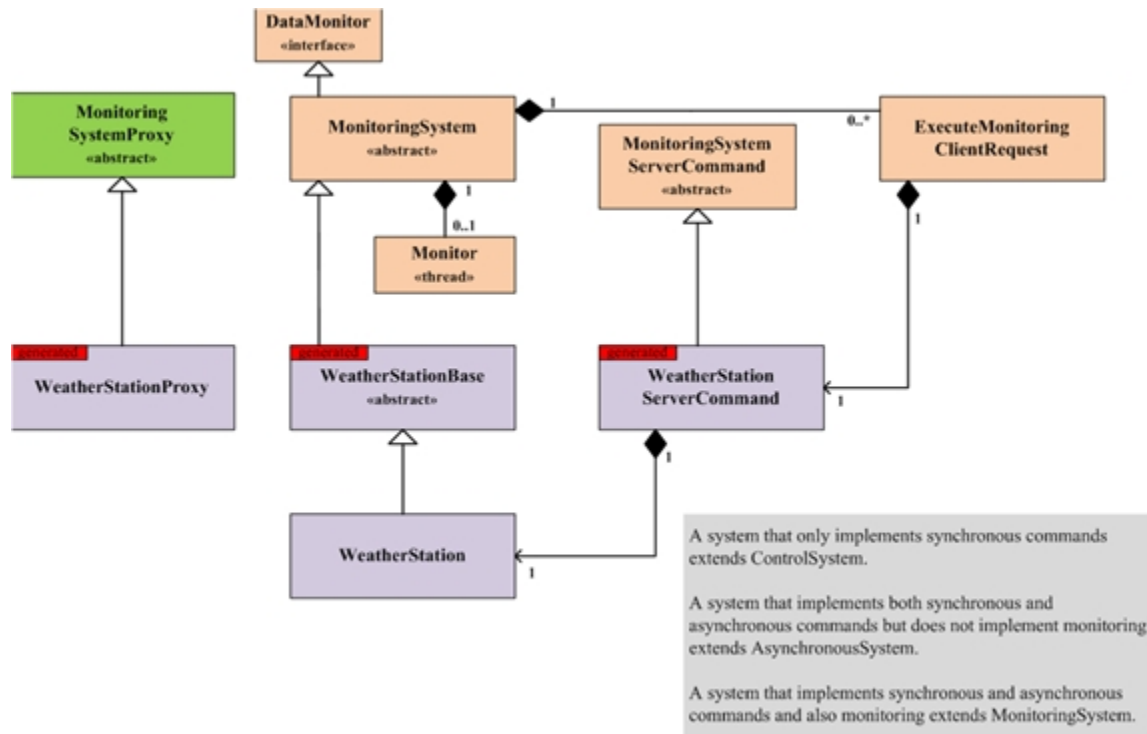 DataMonitor
«interface»
Monitoring
SystemProxy
«abstract»
MonitoringSystem
«abstract»
1
0..*
ExecuteMonitoring
ClientRequest
MonitoringSystem
ServerCommand
«abstract»
1
0..1
1
Monitor
«thread»
generated
WeatherStationProxy
generated
WeatherStationBase
«abstract»
generated
WeatherStation
ServerCommand
1
1
WeatherStation
1
A system that only implements synchronous commands
extends ControlSystem.
A system that implements both synchronous and
asynchronous commands but does not implement monitoring
extends AsynchronousSystem.
A system that implements synchronous and asynchronous
commands and also monitoring extends MonitoringSystem.